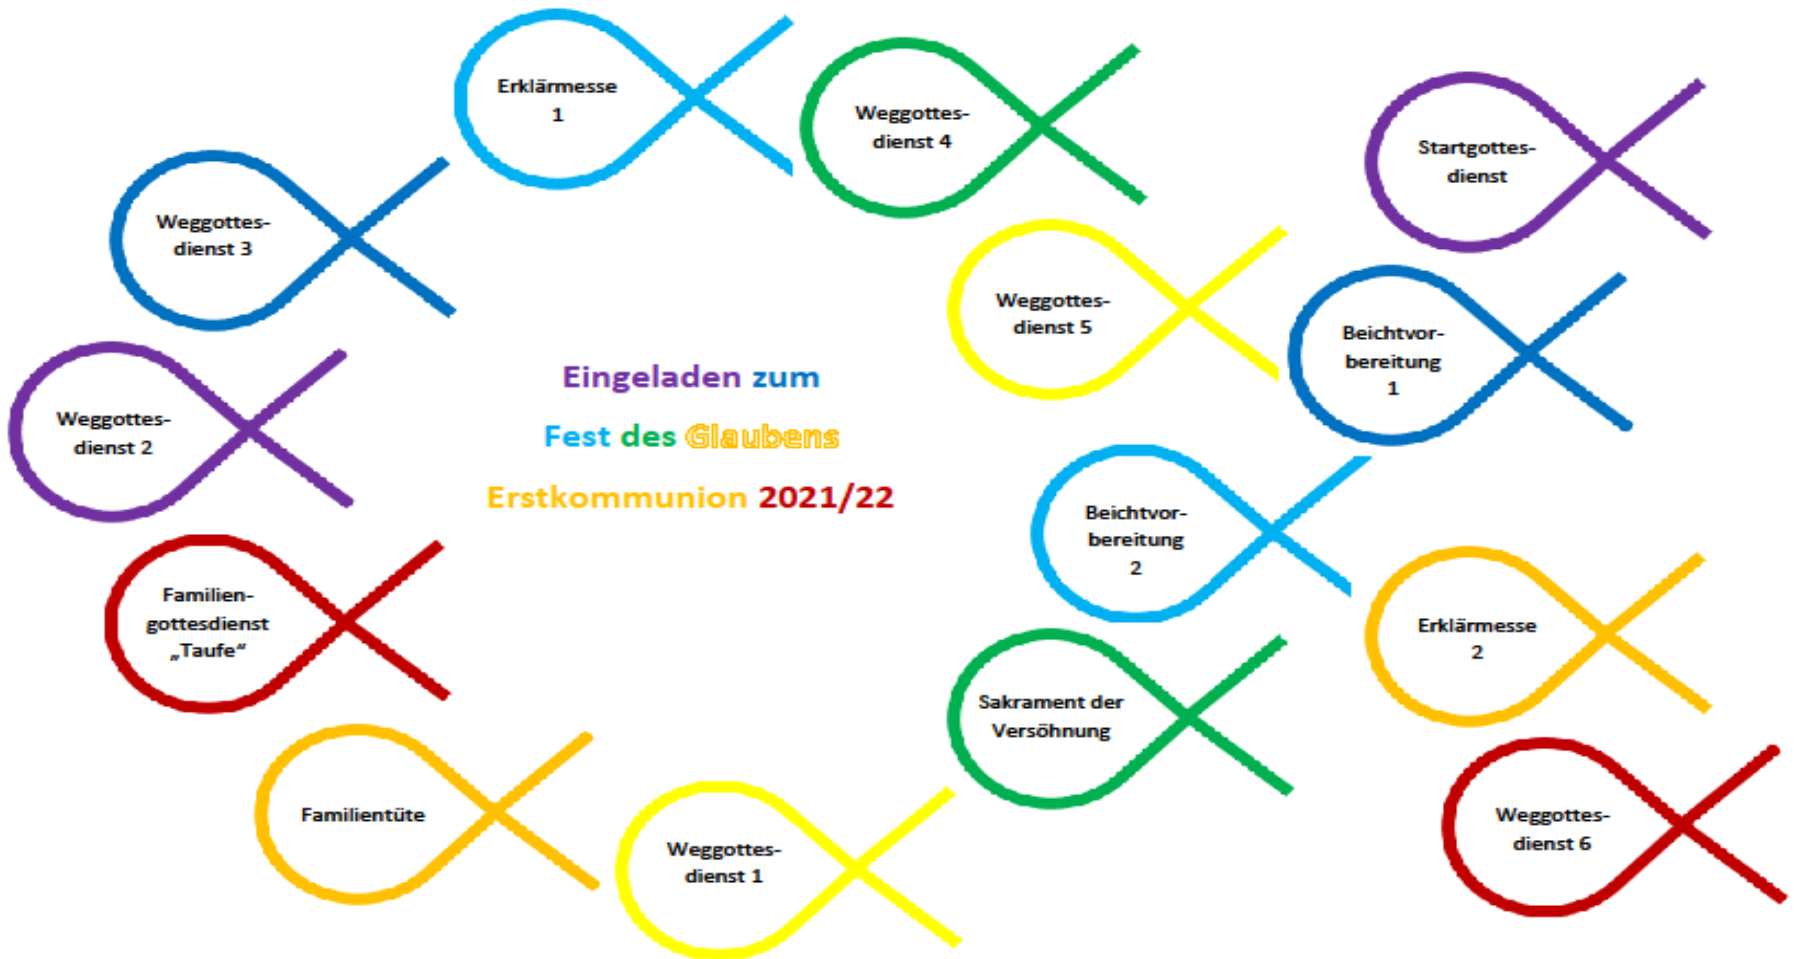 Erklärmesse
1
Weggottes-
dienst 4
Startgottes-
dienst
Weggottes-
dienst 3
Weggottes-
dienst 5
Beichtvor-
bereitung
1
Eingeladen zum
Fest des Glaubens
Erstkommunion 2021/22
Weggottes-
dienst 2
Beichtvor-
bereitung
2
Familien-
gottesdienst
„Taufe“
Erklärmesse
2
Sakrament der
Versöhnung
Familientüte
Weggottes-
dienst 1
Weggottes-
dienst 6